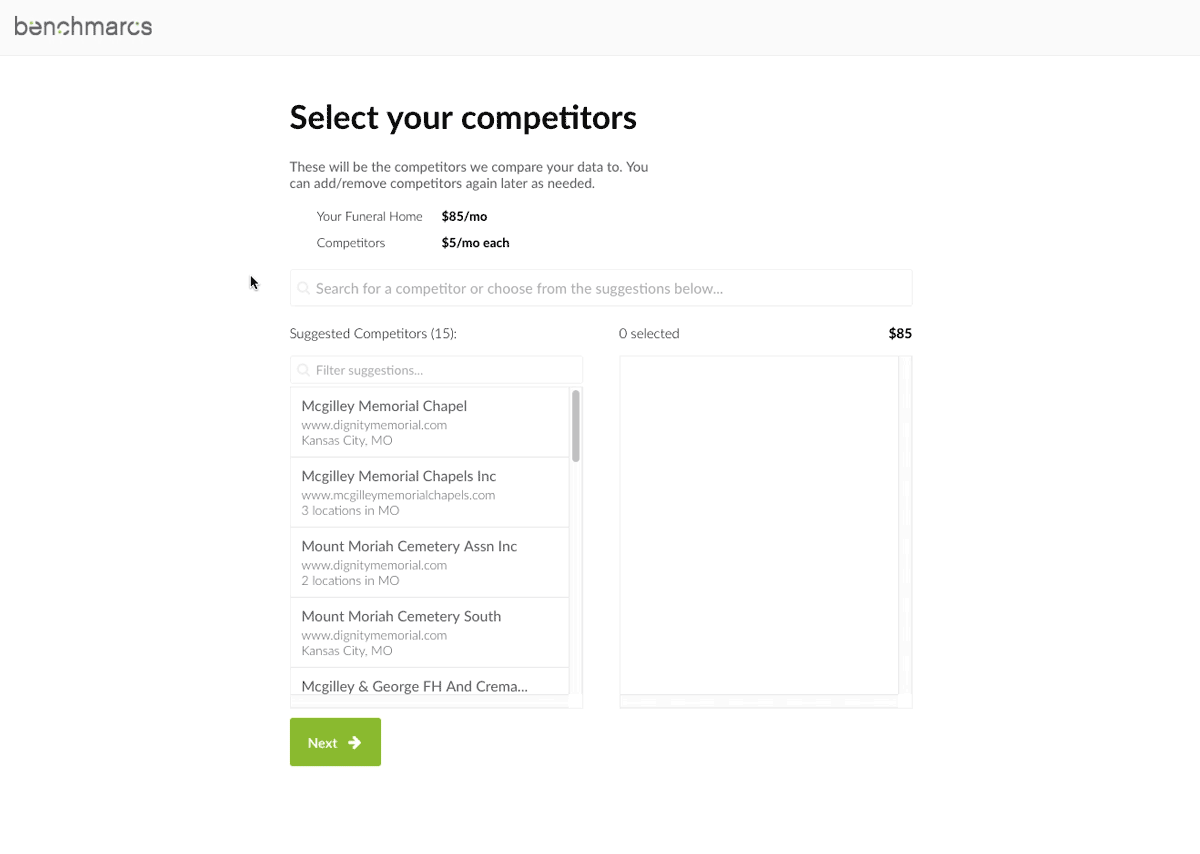 benchmarcs
Select your competitors
These will be the competitors we compare your data to. You
can add/remove competitors again later as needed.
Your Funeral Home $85/mo
Competitors $5/mo each
Search for a competitor or choose from the suggestions below...
Suggested Competitors (15):
0 selected $85
Filter suggestions...
Mcgilley Memorial Chapel
www.dignitymemorial.com
Kansas City, MO
Mcgilley Memorial Chapels Inc
www.mcgilleymemorialchapels.com
3 locations in MO
Mount Moriah Cemetery Assn Inc
www.dignitymemorial.com
2 locations in MO
Mount Moriah Cemetery South
www.dignitymemorial.com
Kansas City, MO
Mcgilley & George FH And Crema...
Next